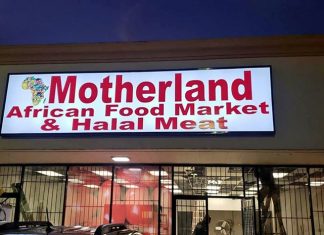 Motherland
African Food Market
& Halal Meat